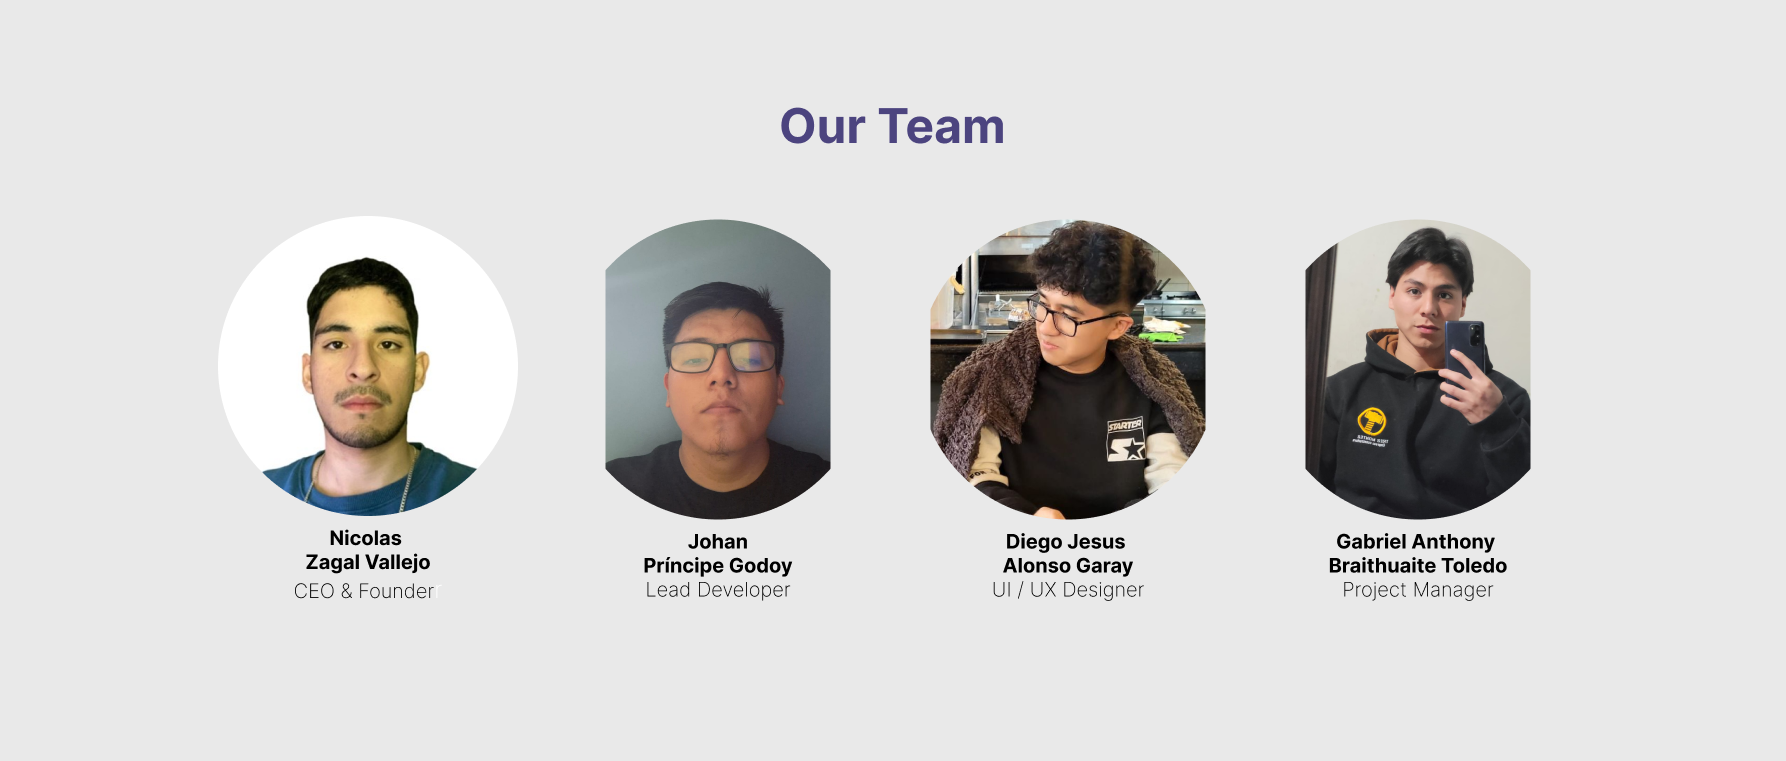 Our Team
Nicolas
Zagal Vallejo
CEO & Founder
Johan
Príncipe Godoy
Lead Developer
Diego Jesus
Alonso Garay
UI / UX Designer
Gabriel Anthony
Braithuaite Toledo
Project Manager
STARTER